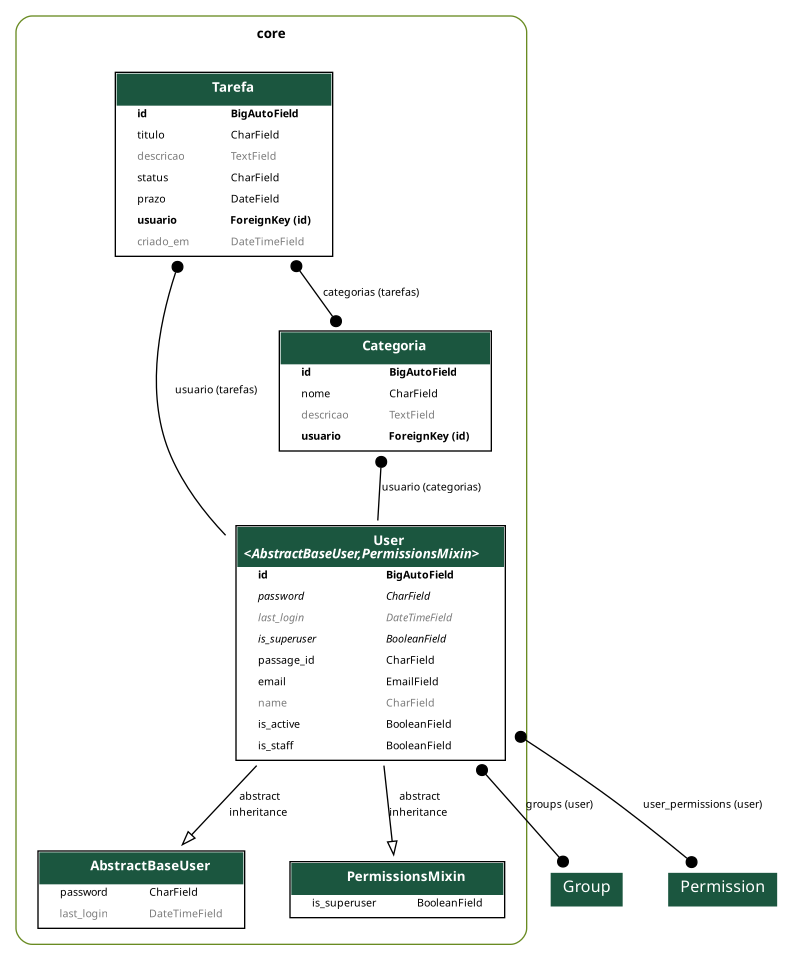 core
Tarefa
id BigAutoField
titulo CharField
descricao TextField
status CharField
prazo DateField
usuario ForeignKey (id)
criado_em DateTimeField
categorias (tarefas)
Categoria
id BigAutoField
nome CharField
descricao TextField
usuario ForeignKey (id)
usuario (tarefas)
usuario (categorias)
User
<AbstractBaseUser,PermissionsMixin>
id BigAutoField
password CharField
last_login DateTimeField
is_superuser BooleanField
passage_id CharField
email EmailField
name CharField
is_active BooleanField
is_staff BooleanField
abstract
inheritance
abstract
inheritance
groups (user)
user_permissions (user)
AbstractBaseUser
password CharField
last_login DateTimeField
PermissionsMixin
is_superuser BooleanField
Group
Permission